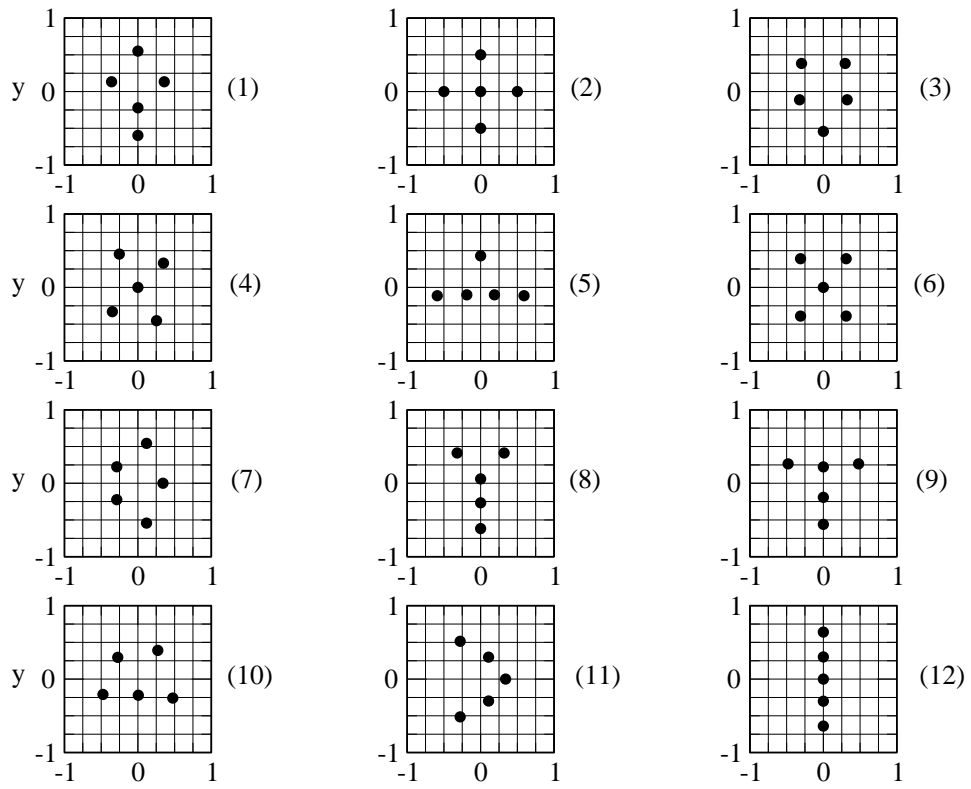 1 1 1
y 0 (1) 0 (2) 0 (3)
-1 -1 -1
-1 0 1 -1 0 1 -1 0 1
1 1 1
y 0 (4) 0 (5) 0 (6)
-1 -1 -1
-1 0 1 -1 0 1 -1 0 1
1 1 1
y 0 (7) 0 (8) 0 (9)
-1 -1 -1
-1 0 1 -1 0 1 -1 0 1
1 1 1
y 0 (10) 0 (11) 0 (12)
-1 -1 -1
-1 0 1 -1 0 1 -1 0 1